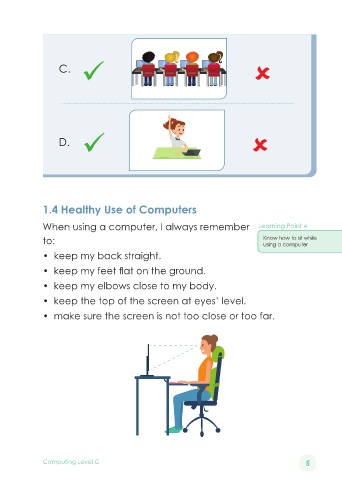 C.
D.
1.4 Healthy Use of Computers
When using a computer, I always remember
to:
Learning Point 4
Know how to sit while
using a computer
• keep my back straight.
• keep my feet flat on the ground.
• keep my elbows close to my body.
• keep the top of the screen at eyes' level.
• make sure the screen is not too close or too far.
Computing Level C
5